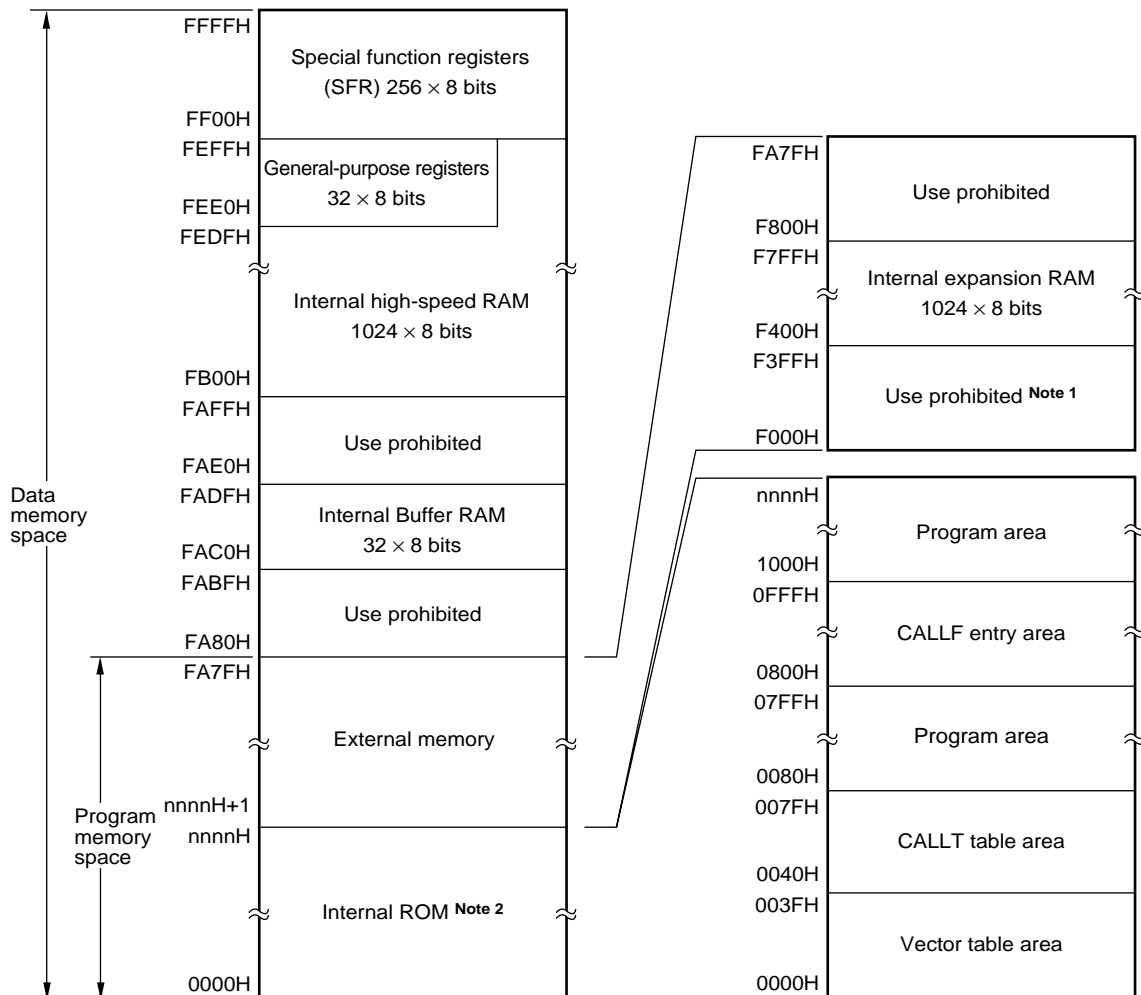 FFFFH
Special function registers
(SFR) 256 × 8 bits
FF00H
FEFFH
General-purpose registers
32 × 8 bits
FEE0H
FEDFH
Internal high-speed RAM
1024 × 8 bits
FB00H
FAFFH
Use prohibited
FAE0H
FADFH
Internal Buffer RAM
32 × 8 bits
FAC0H
FABFH
Use prohibited
FA80H
FA7FH
External memory
nnnnH+1
nnnnH
Internal ROM Note 2
0000H
Data
memory
space
Program
memory
space
FA7FH
Use prohibited
F800H
F7FFH
Internal expansion RAM
1024 × 8 bits
F400H
F3FFH
Use prohibited Note 1
F000H
nnnnH
Program area
1000H
0FFFH
CALLF entry area
0800H
07FFH
Program area
0080H
007FH
CALLT table area
0040H
003FH
Vector table area
0000H